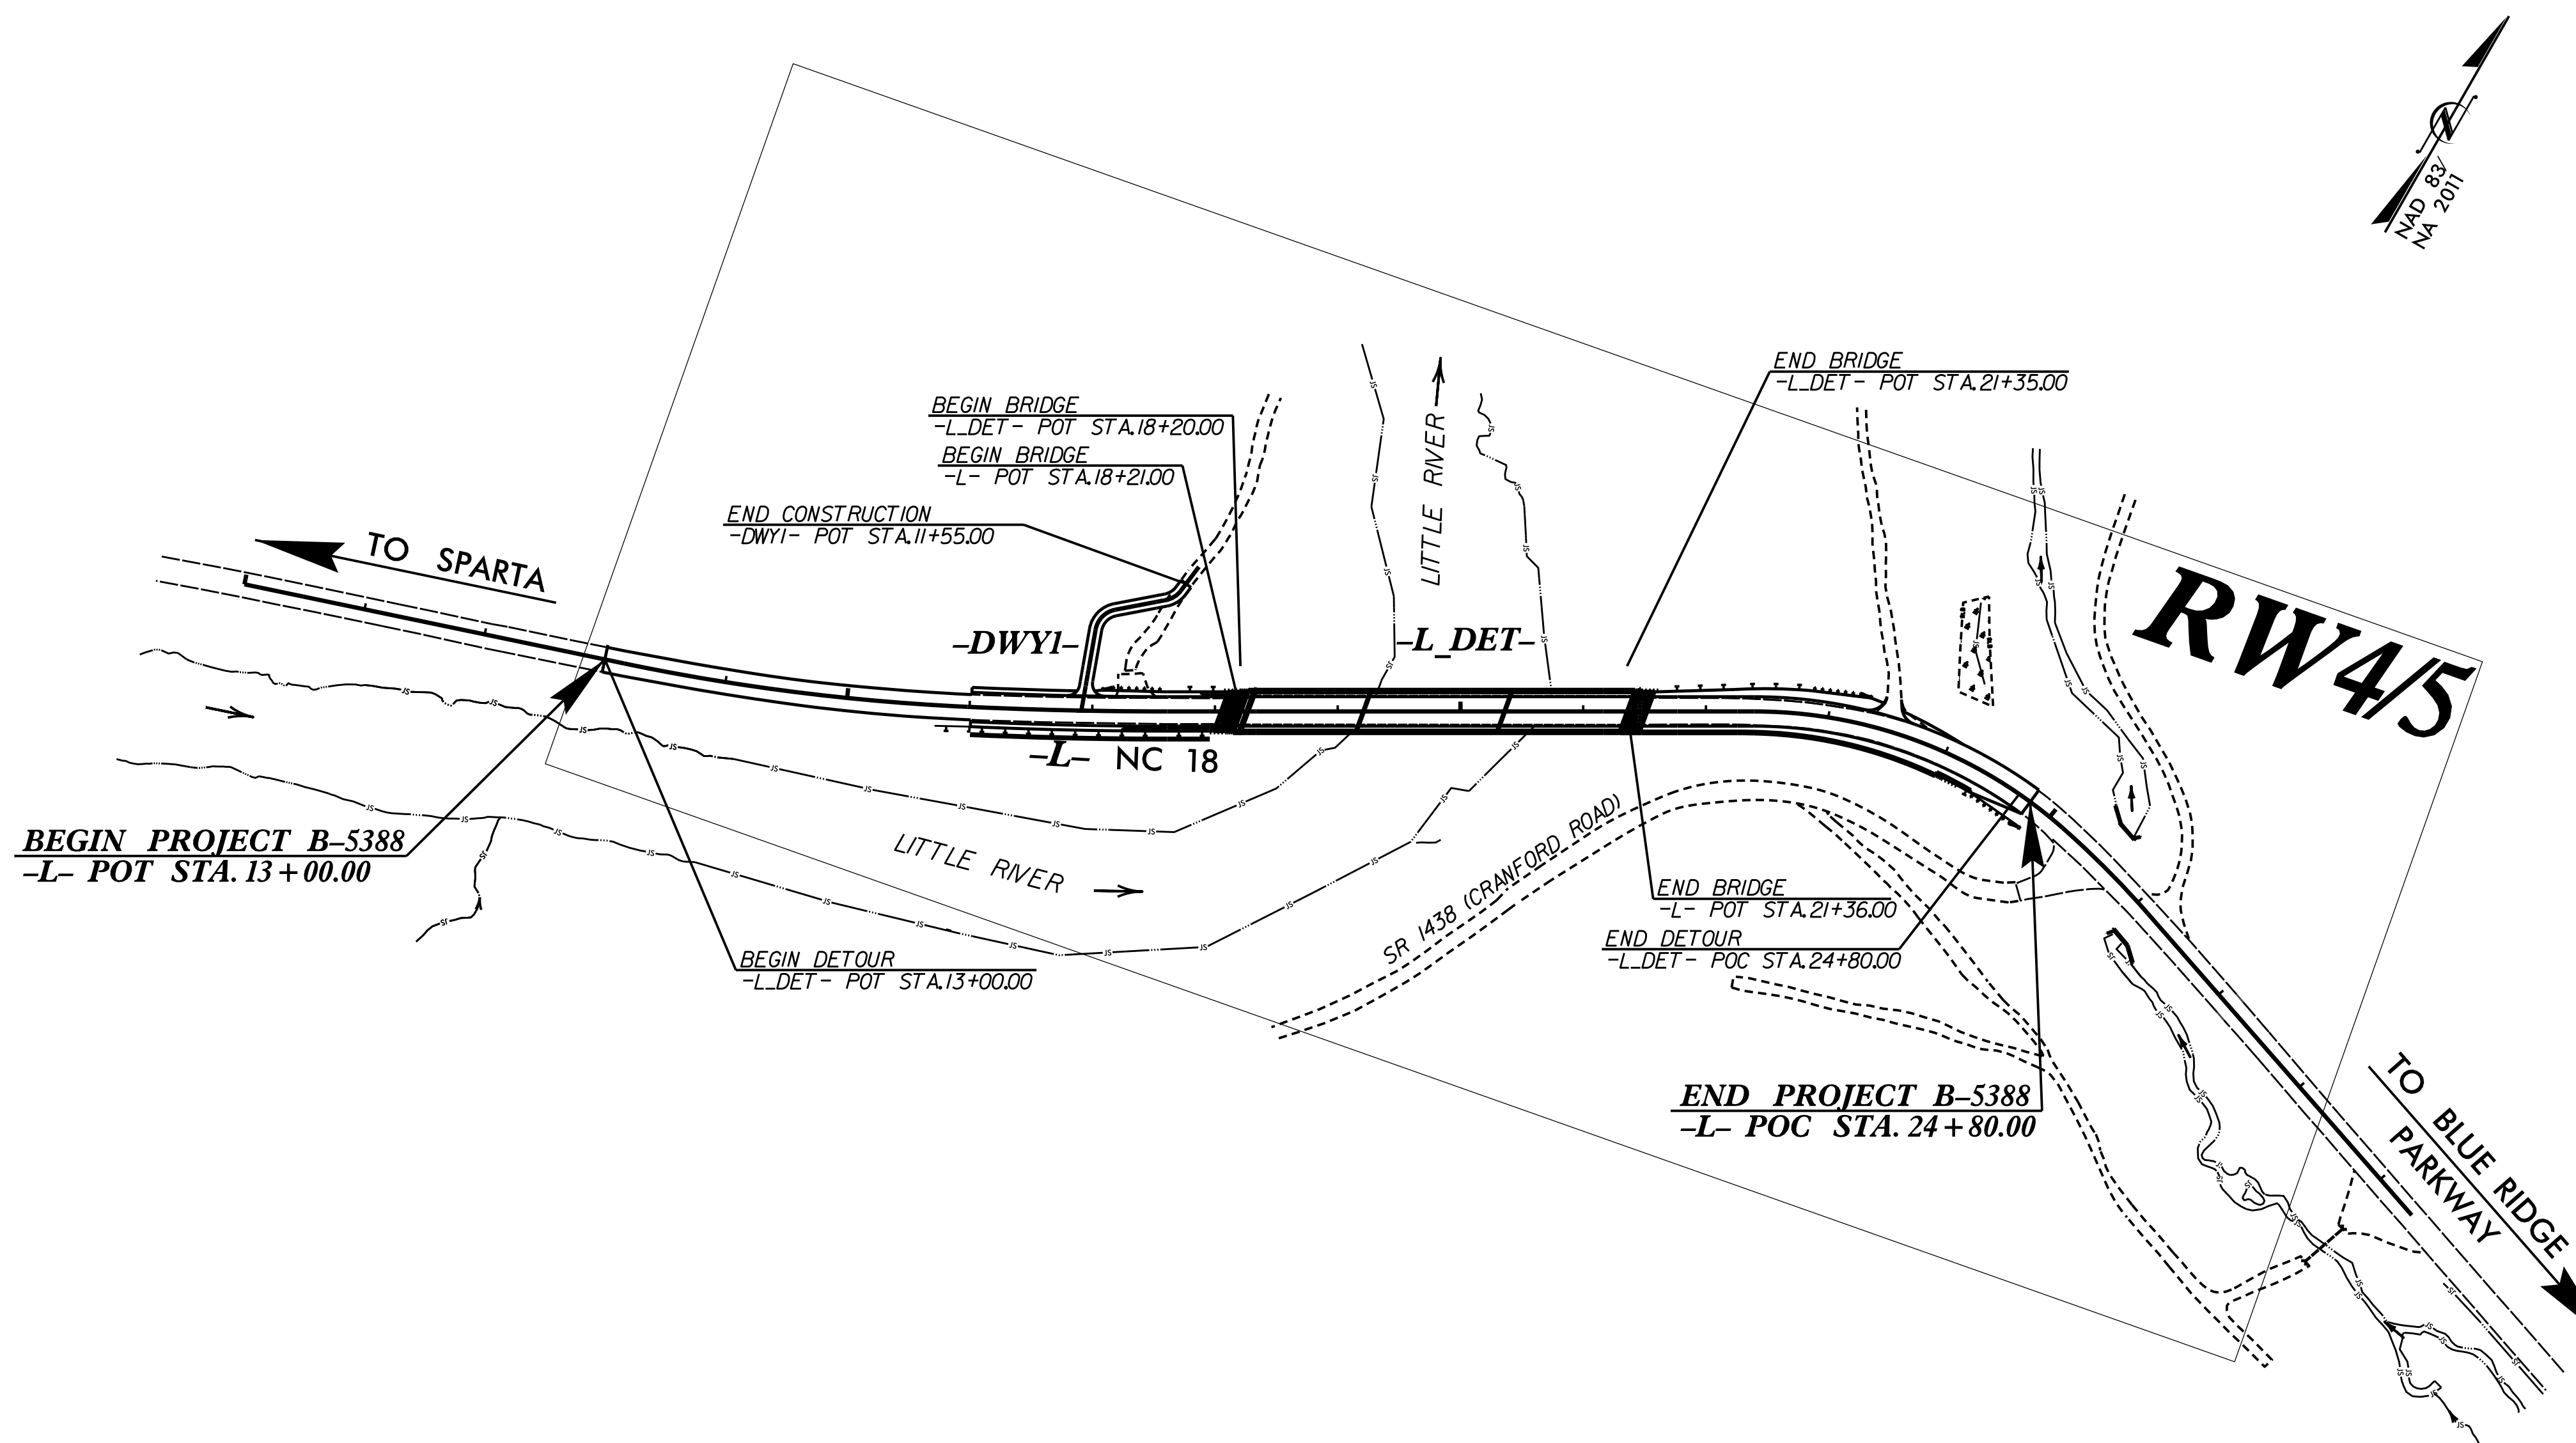 NAD 83/
NA 2011
END BRIDGE
-L_DET- POT STA.21+35.00
BEGIN BRIDGE
-L_DET- POT STA.18+20.00
BEGIN BRIDGE
-L- POT STA.18+21.00
END CONSTRUCTION
-DWY1- POT STA.11+55.00
LITTLE RIVER
TO SPARTA
-DWY1-
-L_DET-
RW4/5
-L- NC 18
BEGIN PROJECT B-5388
-L- POT STA. 13+00.00
LITTLE RIVER
SR 1438 (CRANFORD ROAD)
END BRIDGE
-L- POT STA.21+36.00
END DETOUR
-L_DET- POC STA.24+80.00
BEGIN DETOUR
-L_DET- POT STA.13+00.00
END PROJECT B-5388
-L- POC STA. 24+80.00
TO BLUE RIDGE
PARKWAY